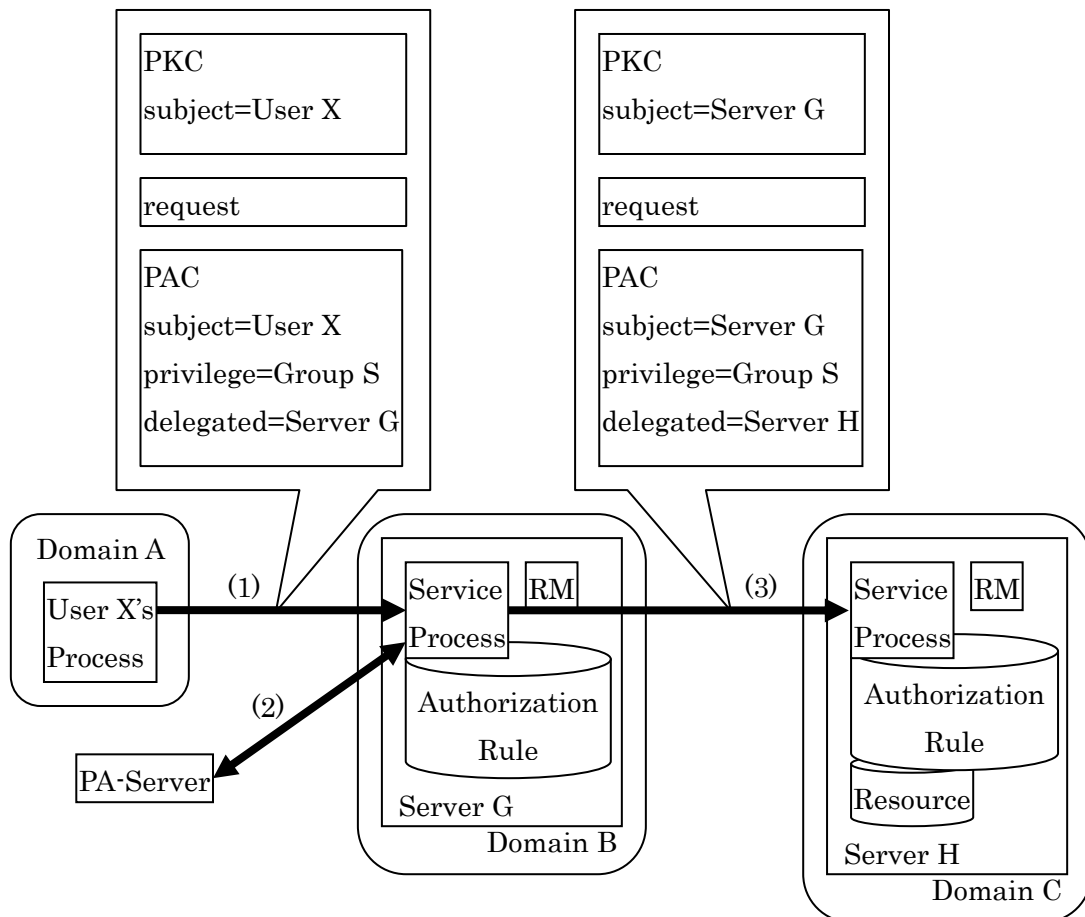 PKC
subject=User X
request
PAC
subject=User X
privilege=Group S
delegated=Server G
PKC
subject=Server G
request
PAC
subject=Server G
privilege=Group S
delegated=Server H
Domain A
User X's
Process
(1)
(2)
PA-Server
Service
Process
RM
Authorization
Rule
Server G
Domain B
(3)
Service
Process
RM
Authorization
Rule
Resource
Server H
Domain C